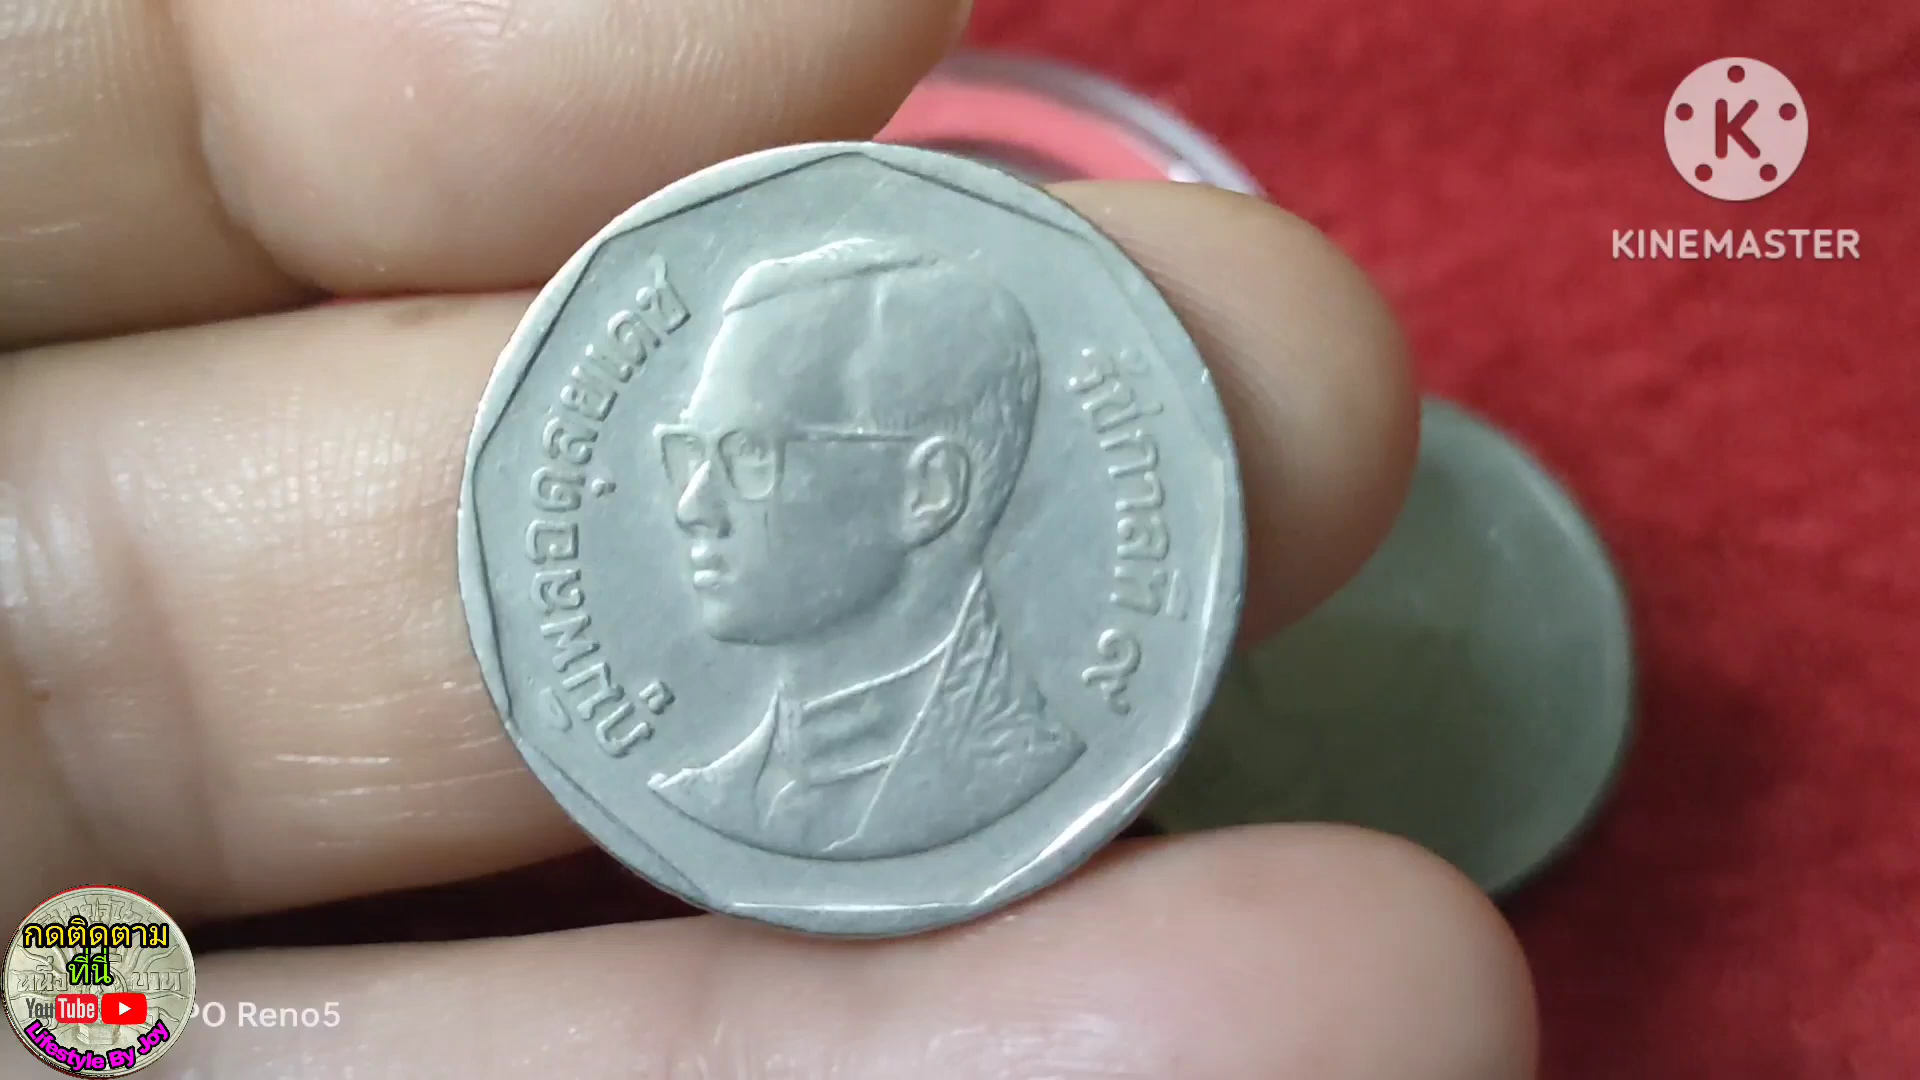 K
KINEMASTER
ภูมิพลอดุลยเดช
รัชกาลที่ ๙
กดติดตาม
ที่นี่
YouTube
Lifestyle By Joy
PO Reno5